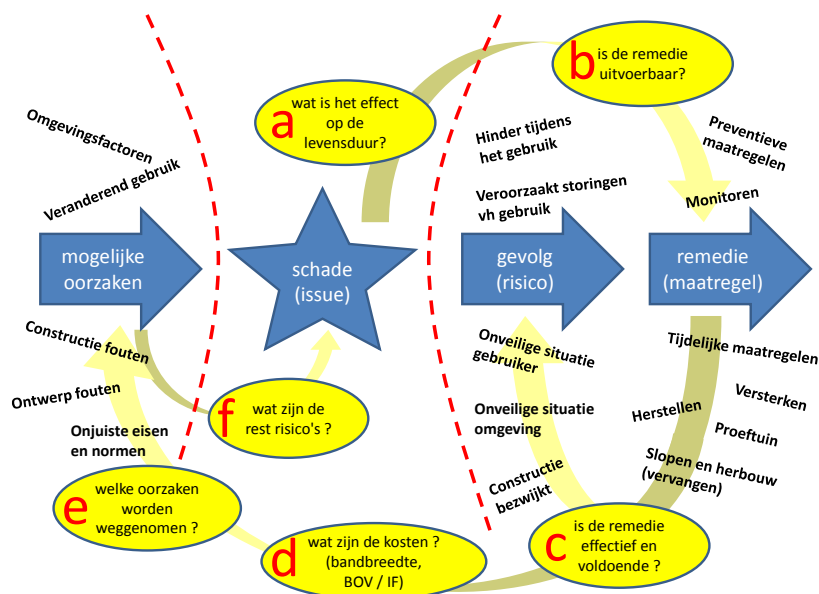 b
is de remedie
uitvoerbaar?
a
wat is het effect
op de
levensduur?
Omgevingsfactoren
Veranderend gebruik
Hinder tijdens
het gebruik
Preventieve
maatregelen
Veroorzaakt storingen
vh gebruik
Monitoren
mogelijke
oorzaken
schade
(issue)
gevolg
(risico)
remedie
(maatregel)
Constructie fouten
Ontwerp fouten
Onjuiste eisen
en normen
f
wat zijn de
rest risico's ?
Onveilige situatie
gebruiker
Onveilige situatie
omgeving
Constructie
bezwijkt
Tijdelijke maatregelen
Versterken
Herstellen
Proeftuin
Slopen en herbouw
(vervangen)
e
welke oorzaken
worden
weggenomen ?
d
wat zijn de kosten ?
(bandbreedte,
BOV / IF)
c
is de remedie
effectief en
voldoende ?